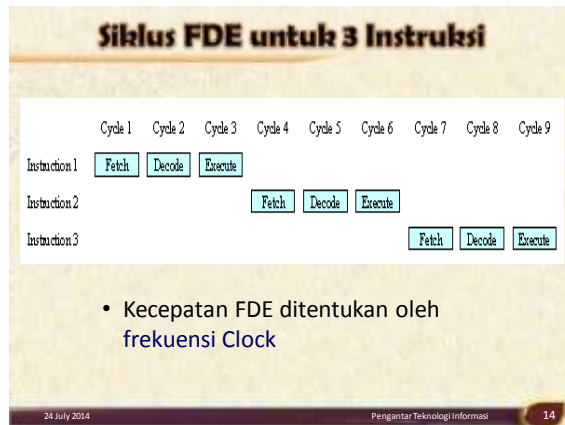 Siklus FDE untuk 3 Instruksi
Cycle 1 Cycle 2 Cycle 3 Cycle 4 Cycle 5 Cycle 6 Cycle 7 Cycle 8 Cycle 9
Instruction 1 Fetch Decode Execute
Instruction 2 Fetch Decode Execute
Instruction 3 Fetch Decode Execute
• Kecepatan FDE ditentukan oleh
frekuensi Clock
24 July 2014 Pengantar Teknologi Informasi 14